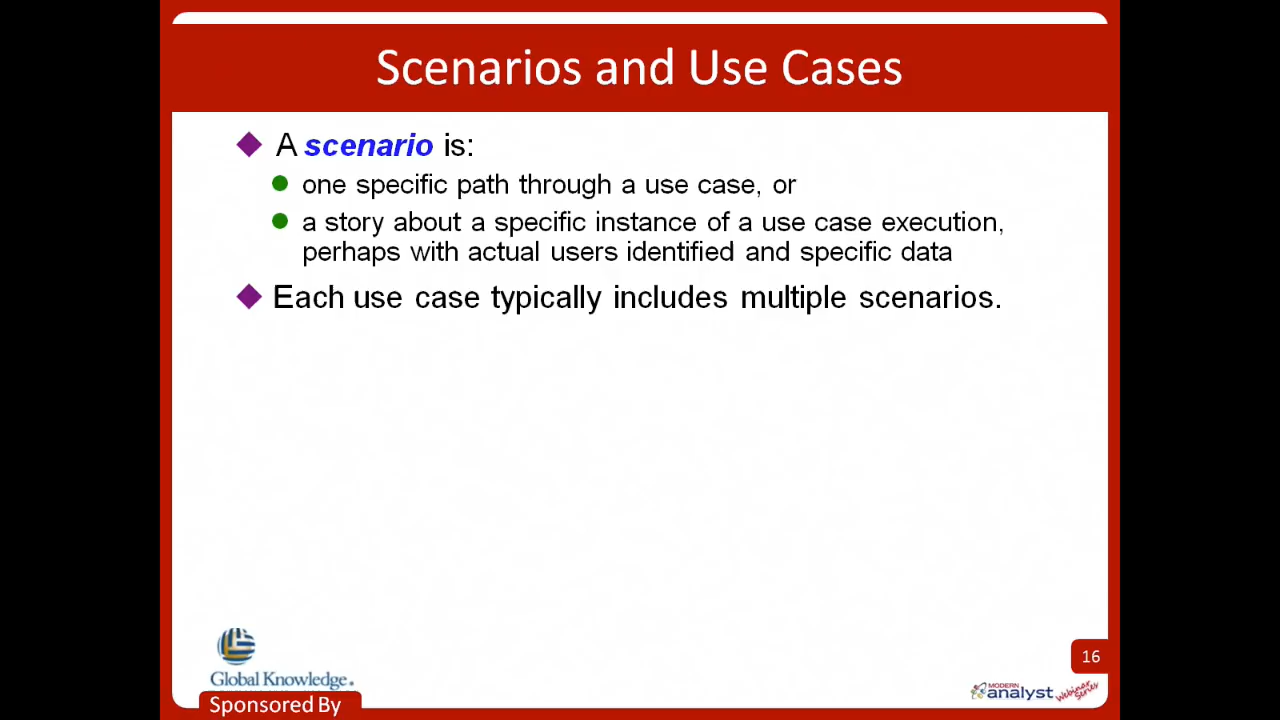 Scenarios and Use Cases
A scenario is:
one specific path through a use case, or
a story about a specific instance of a use case execution,
perhaps with actual users identified and specific data
Each use case typically includes multiple scenarios.
16
Global Knowledge.
Sponsored By
MODERN
analyst
Webinar
Series